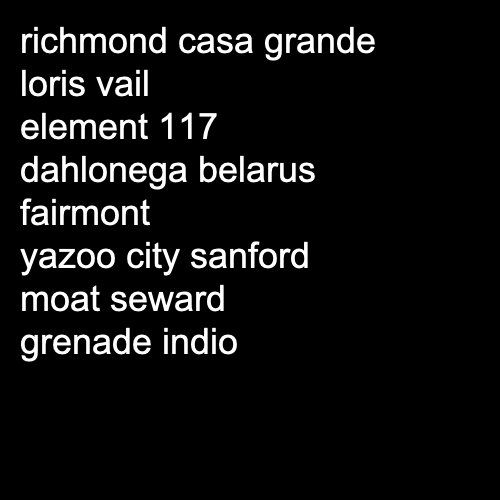 richmond casa grande
loris vail
element 117
dahlonega belarus
fairmont
yazoo city sanford
moat seward
grenade indio